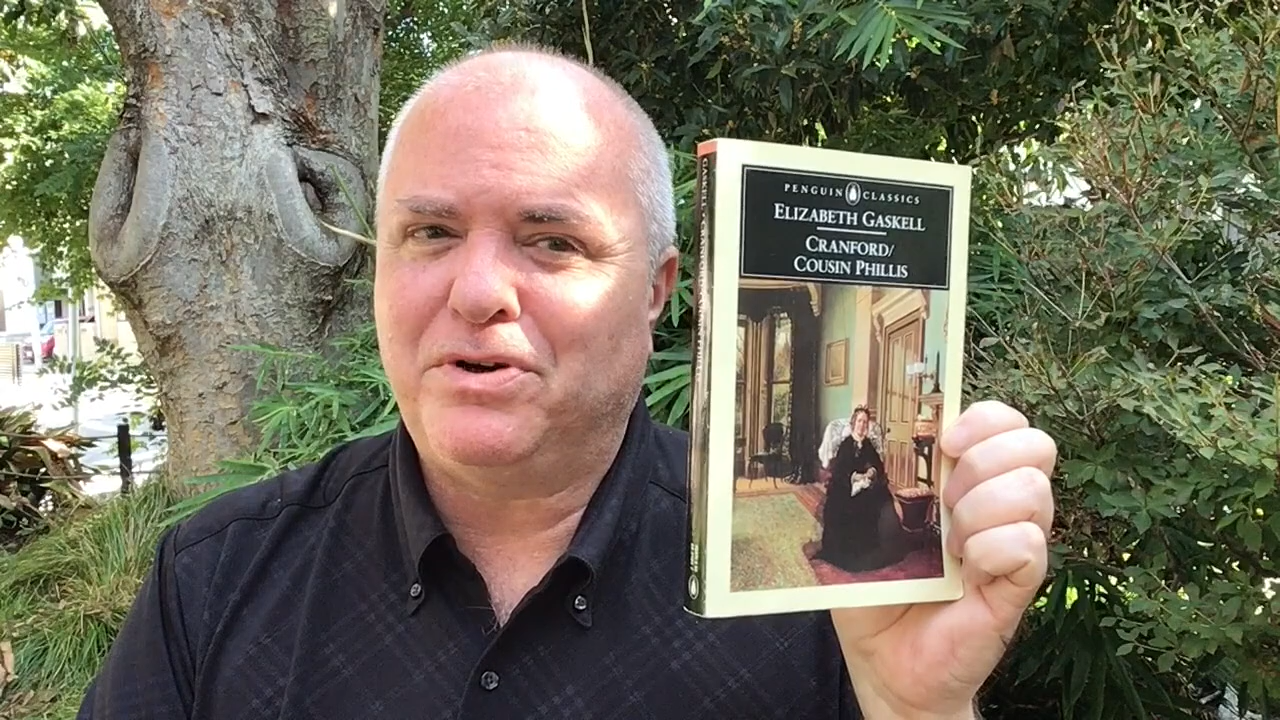 PENGUIN CLASSICS
ELIZABETH GASKELL
CRANFORD/
COUSIN PHILLIS